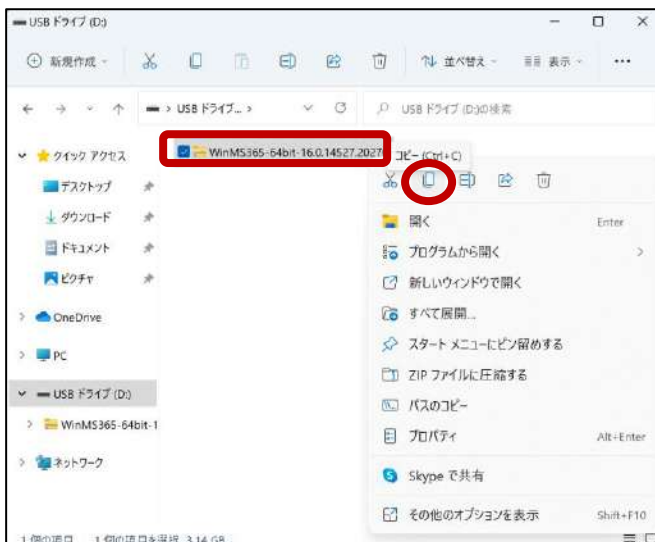 USB ドライブ (D:)
新規作成
並べ替え
表示
USB ドライブ...
USB ドライブ (D:)の検索
クイック アクセス
デスクトップ
ダウンロード
ドキュメント
ピクチャ
OneDrive
PC
USB ドライブ (D:)
WinMS365-64bit-1
ネットワーク
WinMS365-64bit-16.0.14527.2027
コピー (Ctrl+C)
開く Enter
プログラムから開く
新しいウィンドウで開く
すべて展開...
スタート メニューにピン留めする
ZIP ファイルに圧縮する
パスのコピー
プロパティ Alt+Enter
Skype で共有
その他のオプションを表示 Shift+F10
1 個の項目 1 個の項目を選択 3.14 GB